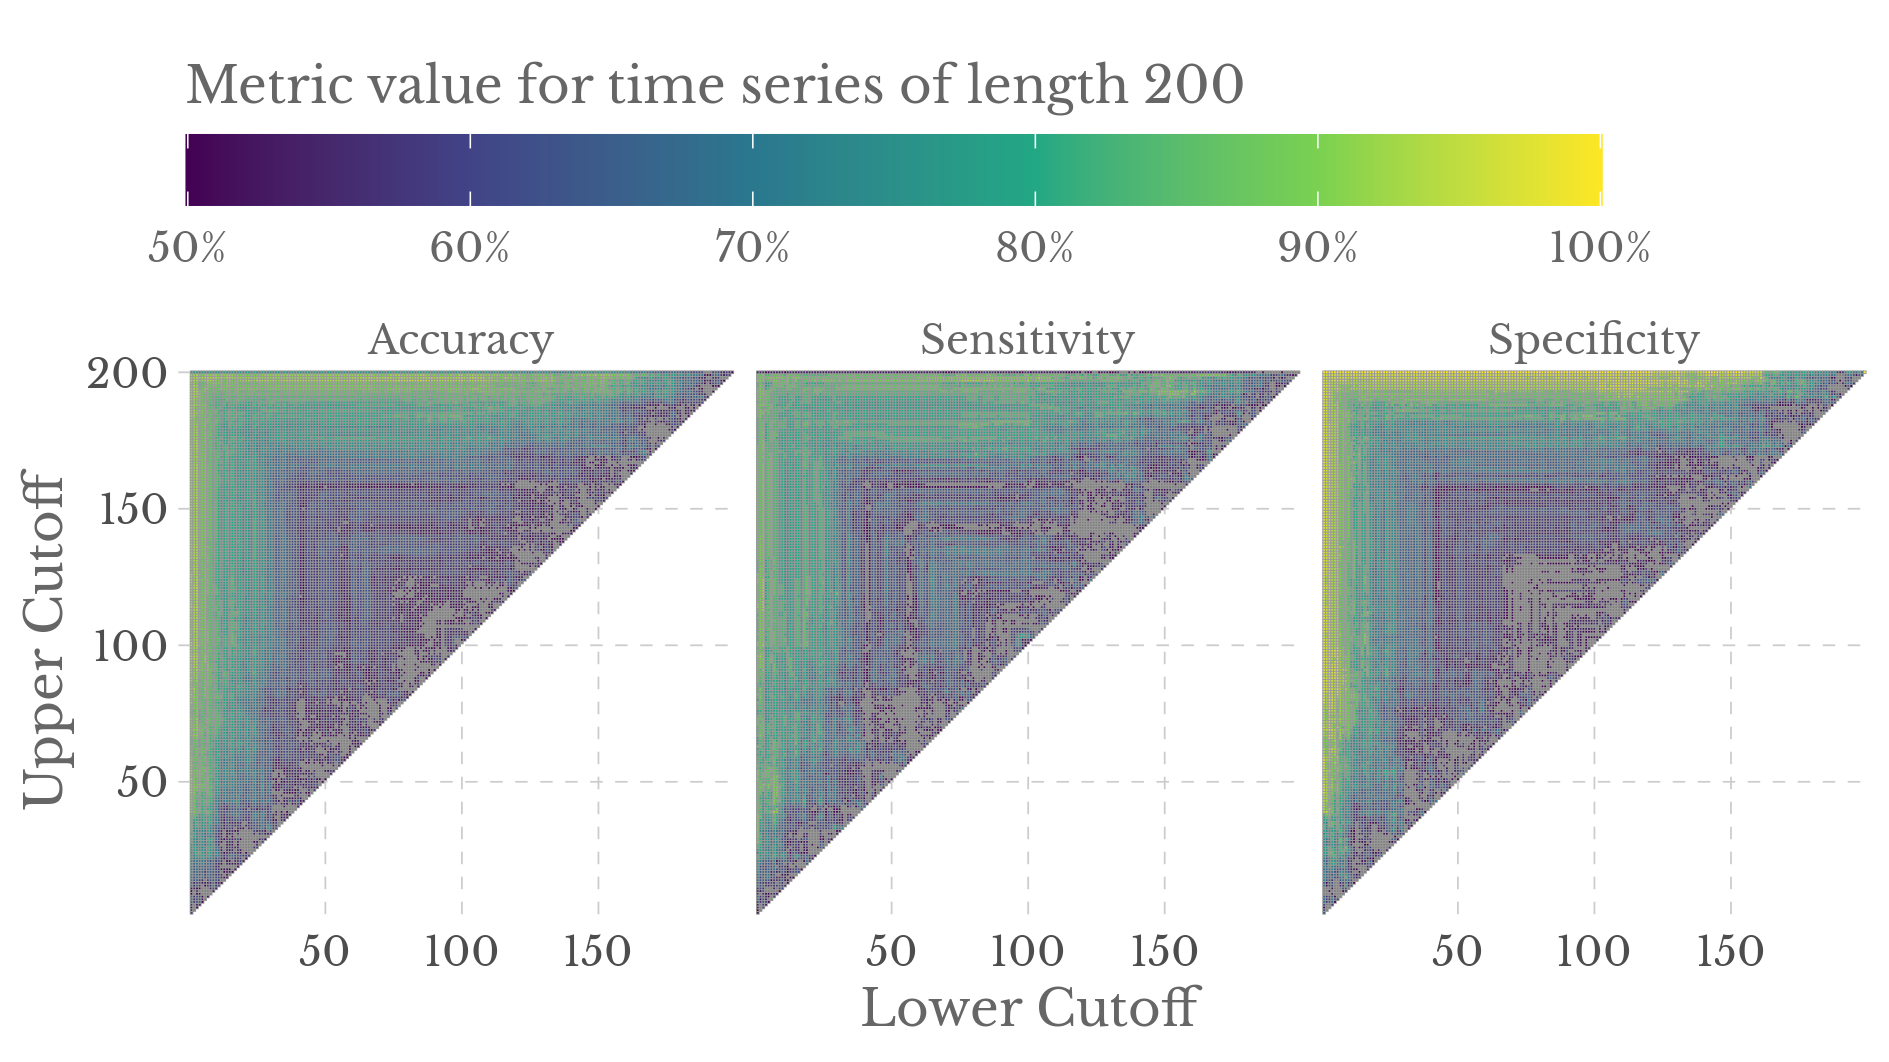 Metric value for time series of length 200
50% 60% 70% 80% 90% 100%
Accuracy Sensitivity Specificity
Upper Cutoff
200
150
100
50
50 100 150 50 100 150 50 100 150
Lower Cutoff